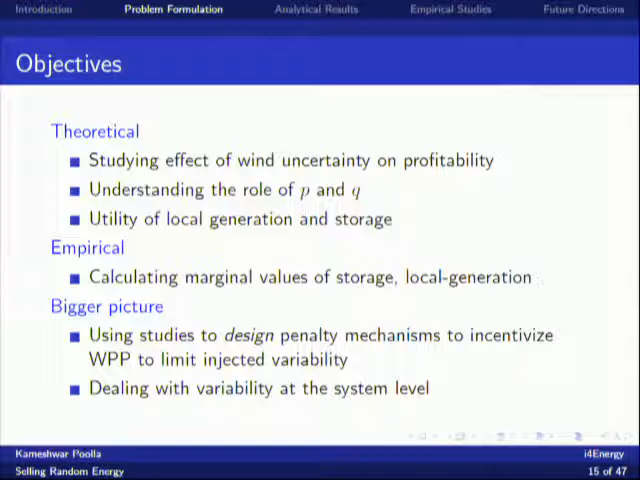 Introduction Problem Formulation Analytical Results Empirical Studies Future Directions
Objectives
Theoretical
Studying effect of wind uncertainty on profitability
Understanding the role of p and q
Utility of local generation and storage
Empirical
Calculating marginal values of storage, local-generation
Bigger picture
Using studies to design penalty mechanisms to incentivize
WPP to limit injected variability
Dealing with variability at the system level
Kameshwar Poolla i4Energy
Selling Random Energy 15 of 47